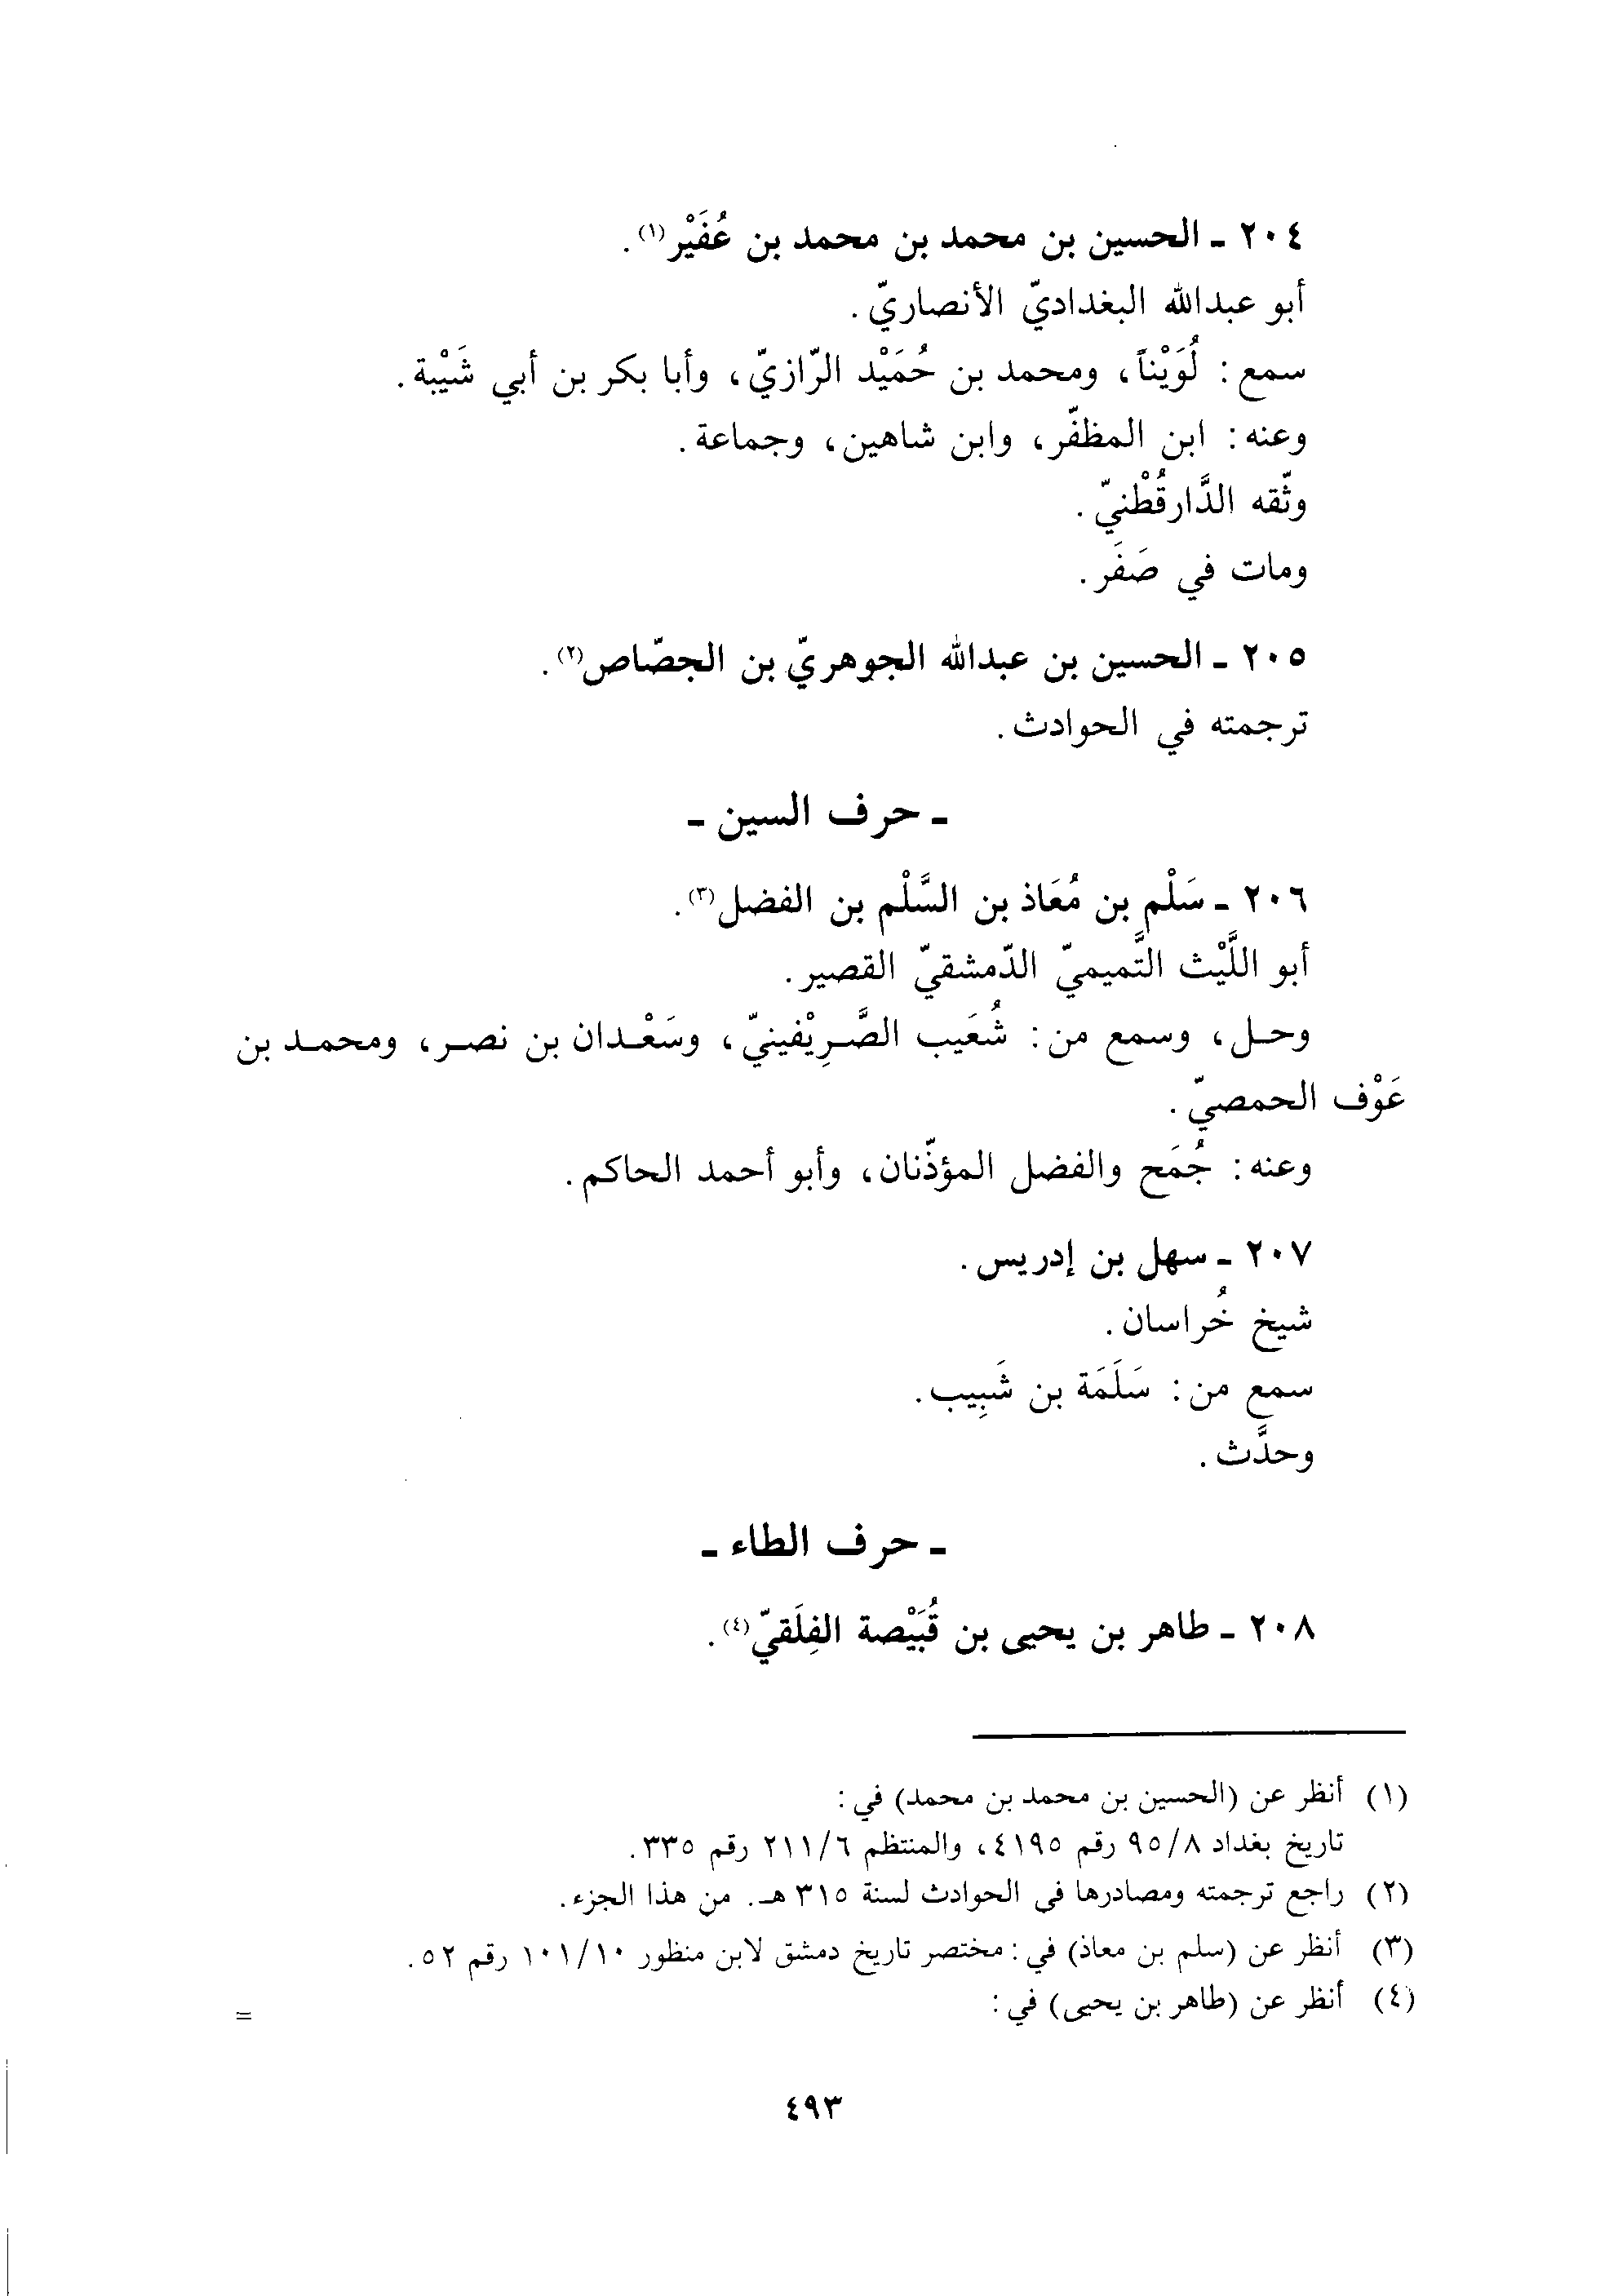 ٢٠٤ - الحسين بن محمد بن محمد بن عُفَيْر(١).
أبو عبدالله البغداديّ الأنصاريّ.
سمع: لُوَيْناً، ومحمد بن حُمَيْد الرّازيّ، وأبا بكر بن أبي شَيْبة.
وعنه: ابن المظفّر، وابن شاهين، وجماعة.
وثّقه الدَّارقُطْنيّ.
ومات في صَفَر.
٢٠٥ - الحسين بن عبدالله الجوهريّ بن الجصّاص(٢).
ترجمته في الحوادث.
- حرف السين -
٢٠٦ - سَلْم بن مُعَاذ بن السَّلْم بن الفضل(٣).
أبو اللَّيْث التَّميميّ الدّمشقيّ القصير.
وحل، وسمع من: شُعَيب الصَّرِيْفينيّ، وسَعْدان بن نصر، ومحمد بن
عَوْف الحمصيّ.
وعنه: جُمَح والفضل المؤذّنان، وأبو أحمد الحاكم.
٢٠٧ - سهل بن إدريس.
شيخ خُراسان.
سمع من: سَلَمَة بن شَبِيب.
وحدَّث.
- حرف الطاء -
٢٠٨ - طاهر بن يحيى بن قُبَيْصة الفِلَقيّ(٤).
(١) أنظر عن (الحسين بن محمد بن محمد) في:
تاريخ بغداد ٩٥/٨ رقم ٤١٩٥، والمنتظم ٢١١/٦ رقم ٣٣٥.
(٢) راجع ترجمته ومصادرها في الحوادث لسنة ٣١٥ هـ. من هذا الجزء.
(٣) أنظر عن (سلم بن معاذ) في: مختصر تاريخ دمشق لابن منظور ١٠١/١٠ رقم ٥٢.
(٤) أنظر عن (طاهر بن يحيى) في:
=
٤٩٣